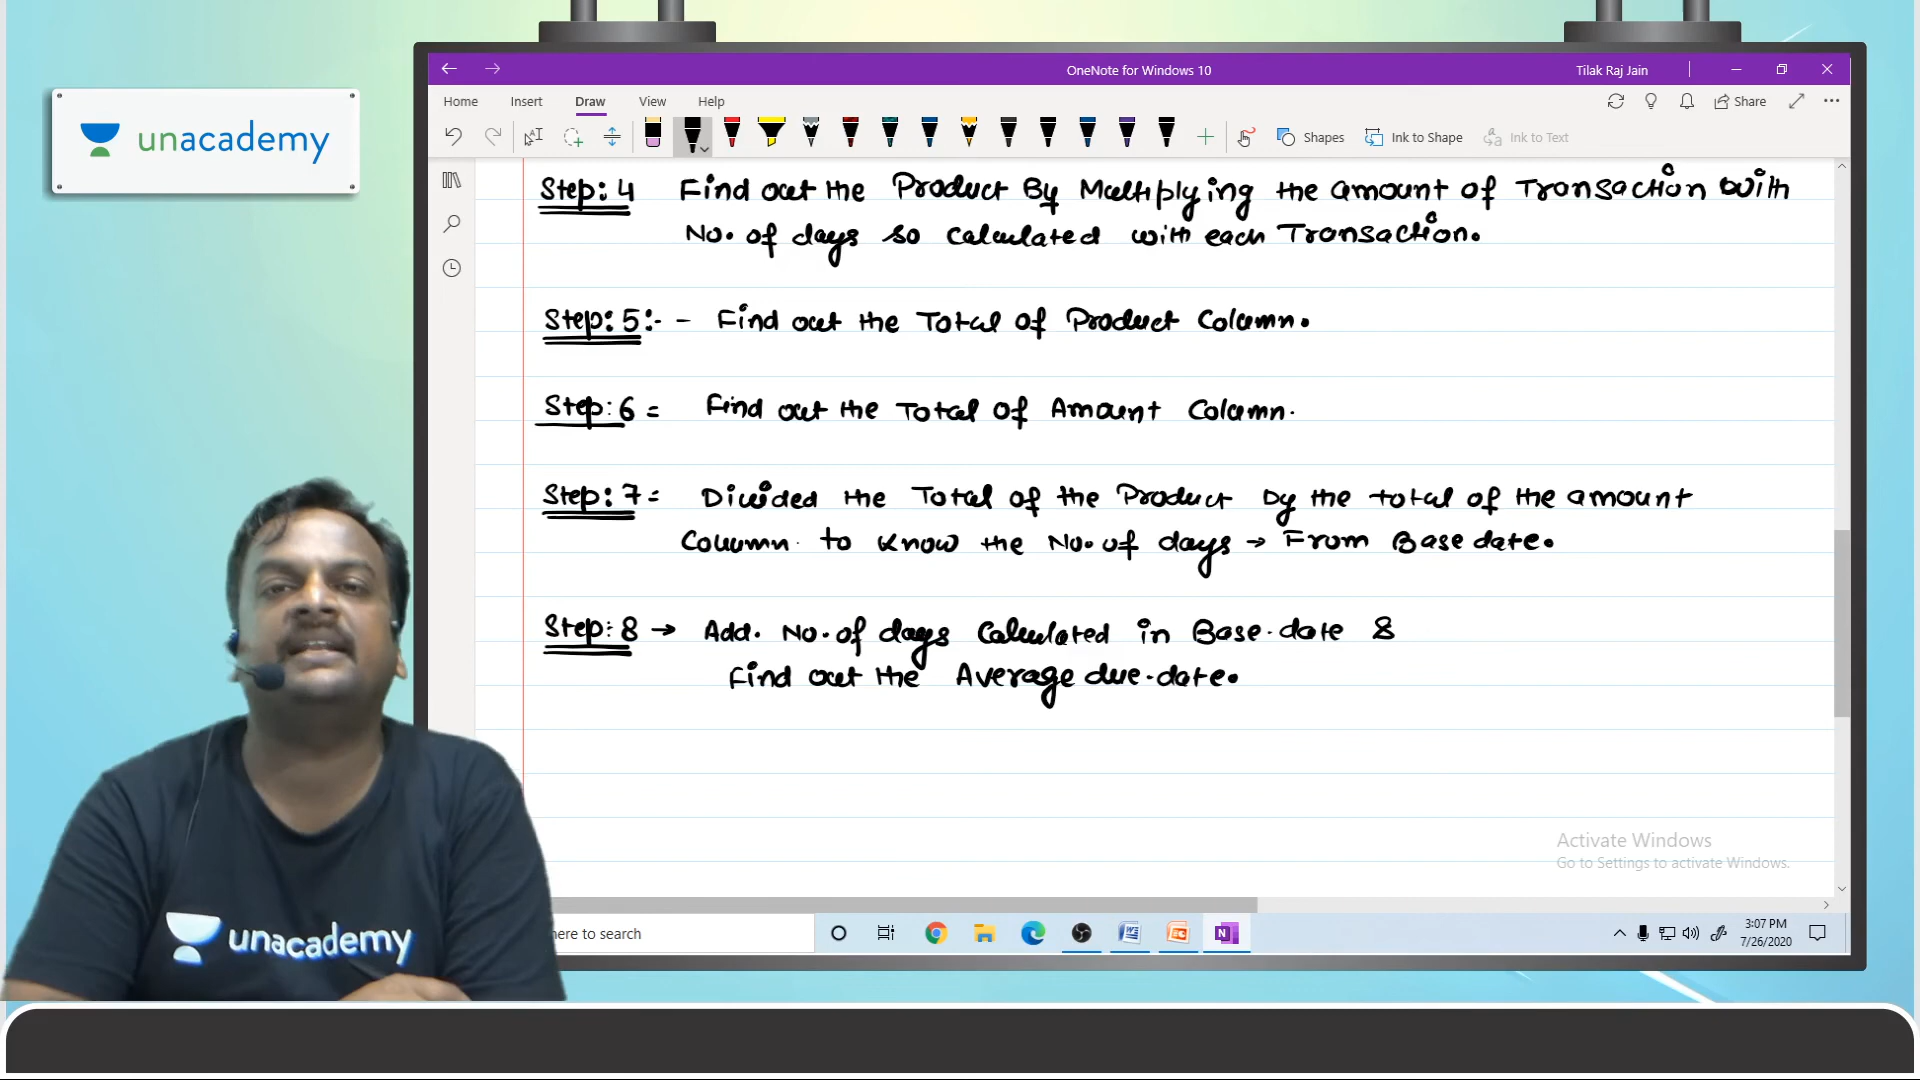 unacademy
OneNote for Windows 10
Tilak Raj Jain
Home Insert Draw View Help
Share
Shapes Ink to Shape Ink to Text
Step: 4 Find out the Product By Multiplying the amount of Transaction with
No. of days so calculated with each Transaction.
Step: 5:- - Find out the Total of Product Column.
Step: 6 = Find out the Total of Amount Column.
Step: 7 = Divided the Total of the Product by the total of the amount
Column to know the No. of days → From Base date.
Step: 8 → Add. No. of days Calculated in Base-date &
Find out the Average due-date.
Activate Windows
Go to Settings to activate Windows.
unacademy
here to search
3:07 PM
7/26/2020